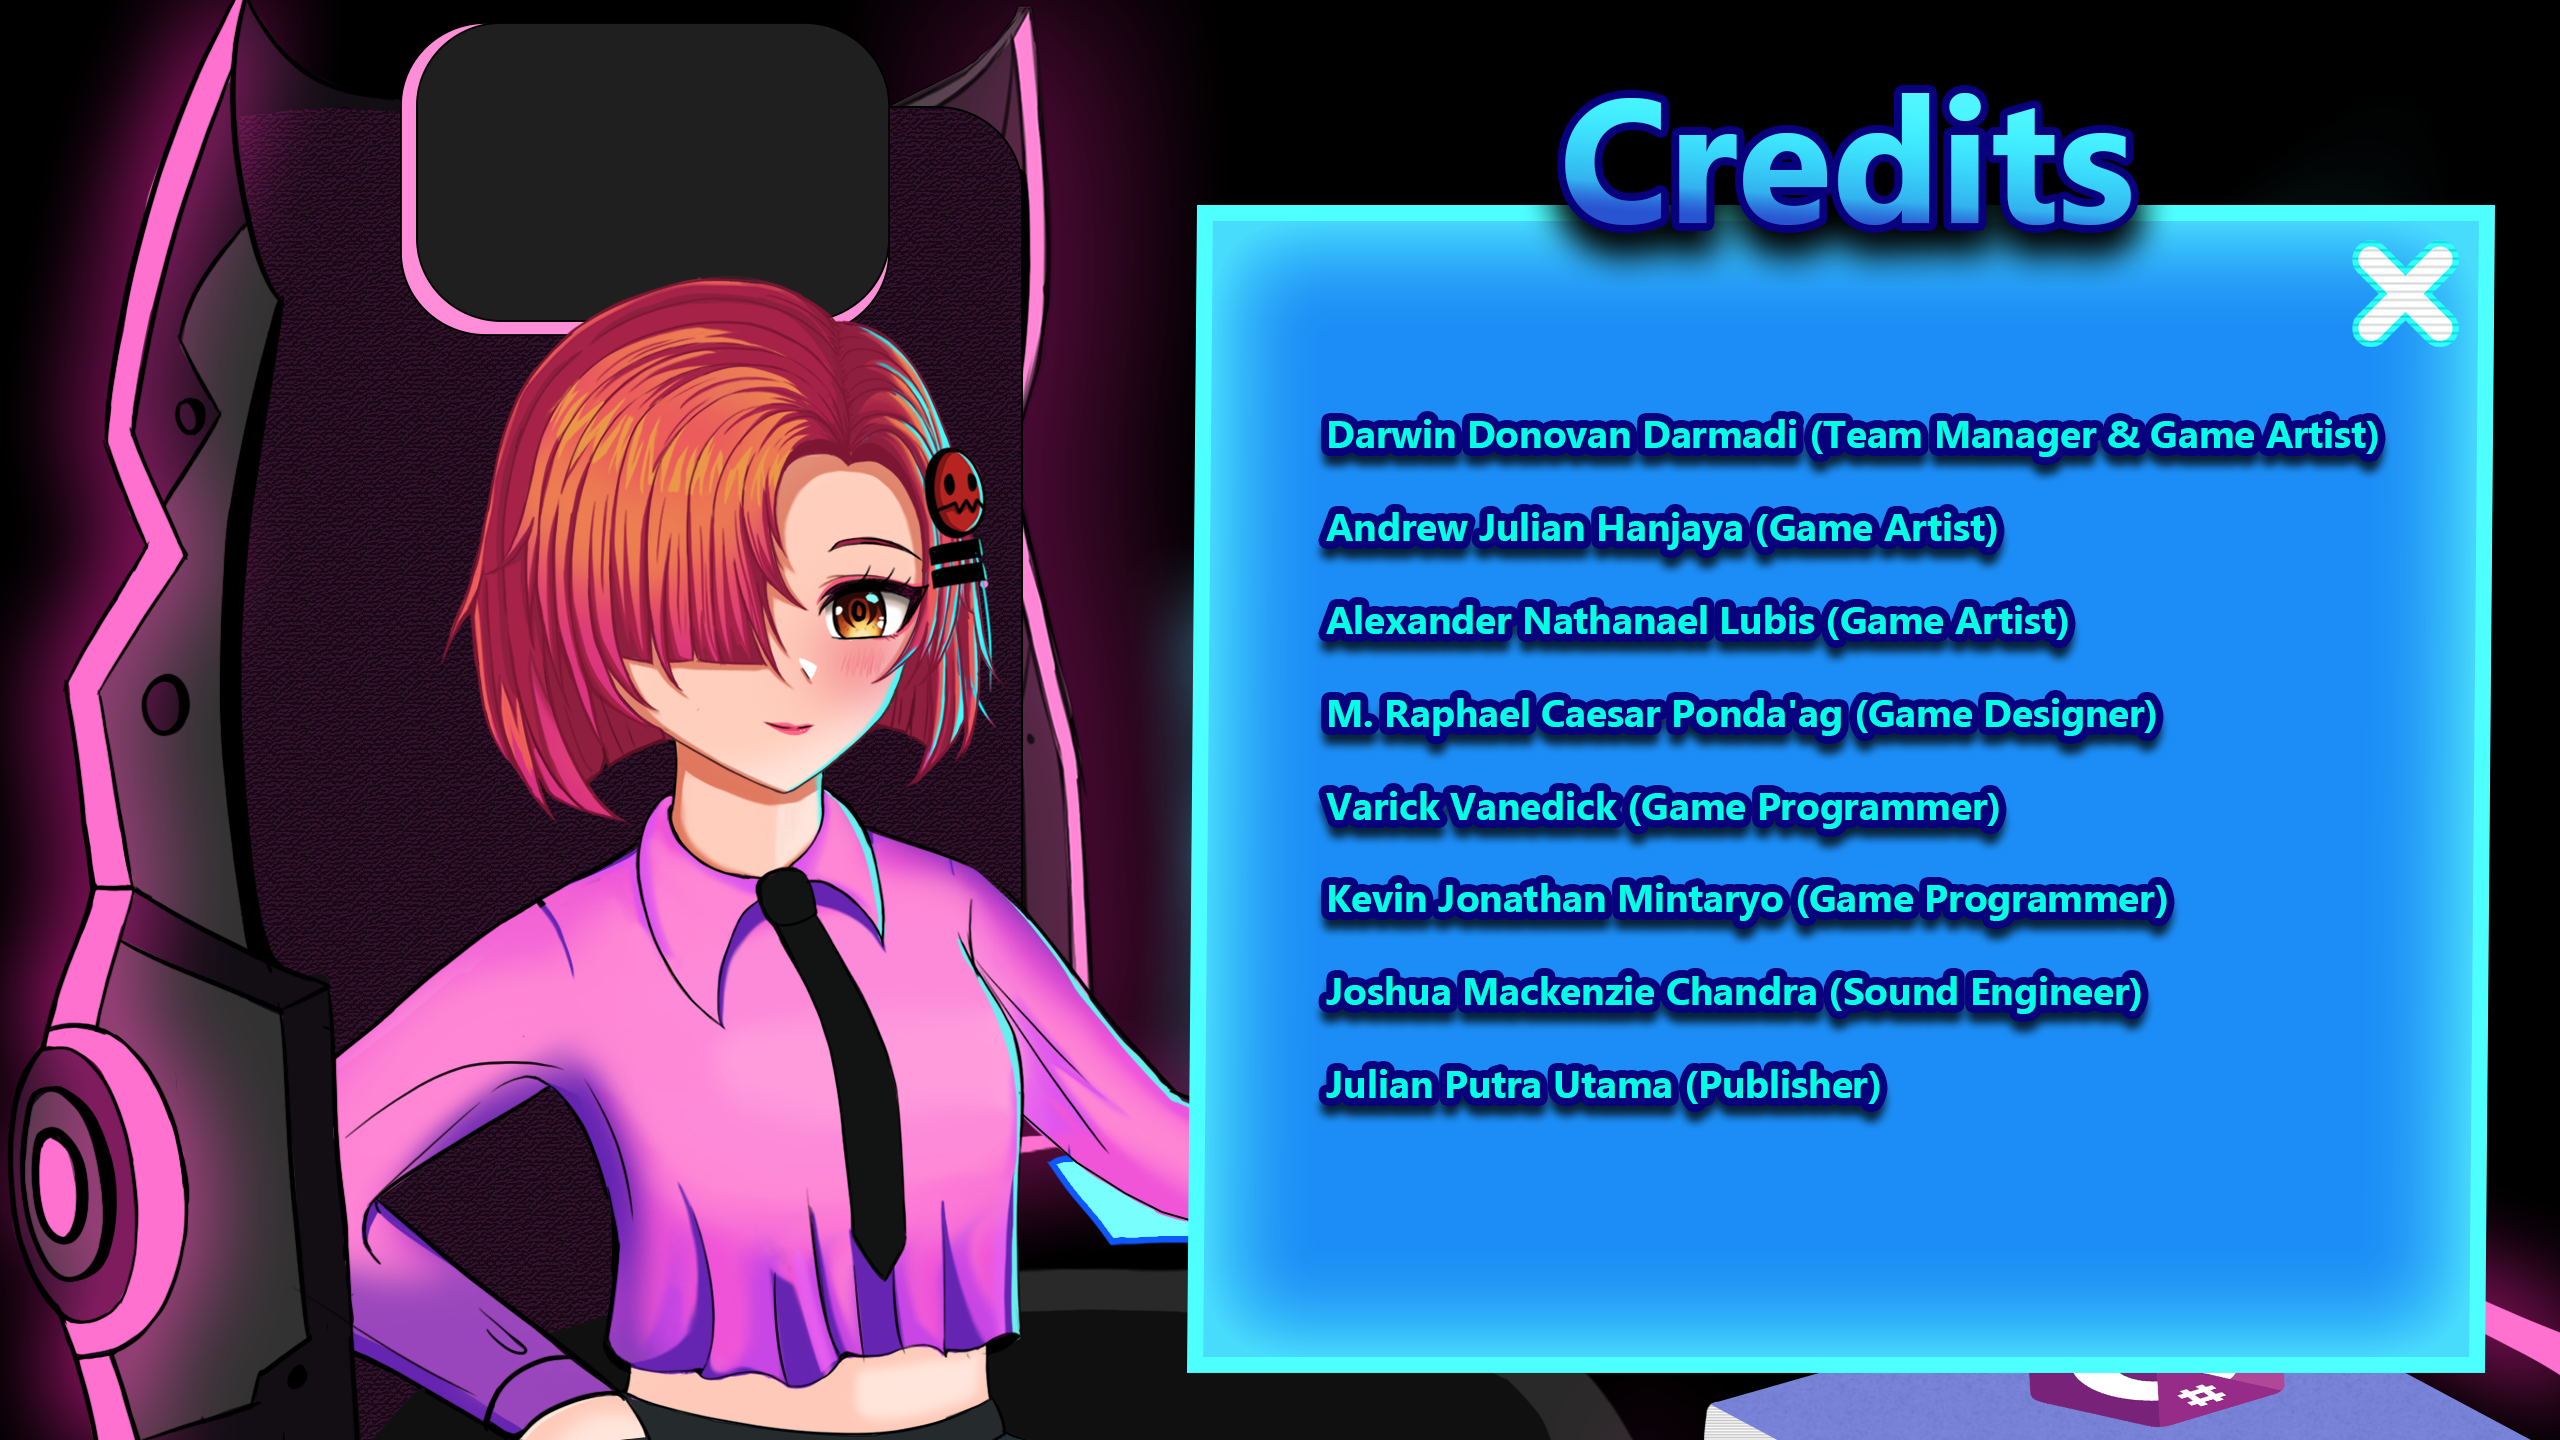 Credits
Darwin Donovan Darmadi (Team Manager & Game Artist)
Andrew Julian Hanjaya (Game Artist)
Alexander Nathanael Lubis (Game Artist)
M. Raphael Caesar Ponda'ag (Game Designer)
Varick Vanedick (Game Programmer)
Kevin Jonathan Mintaryo (Game Programmer)
Joshua Mackenzie Chandra (Sound Engineer)
Julian Putra Utama (Publisher)
#